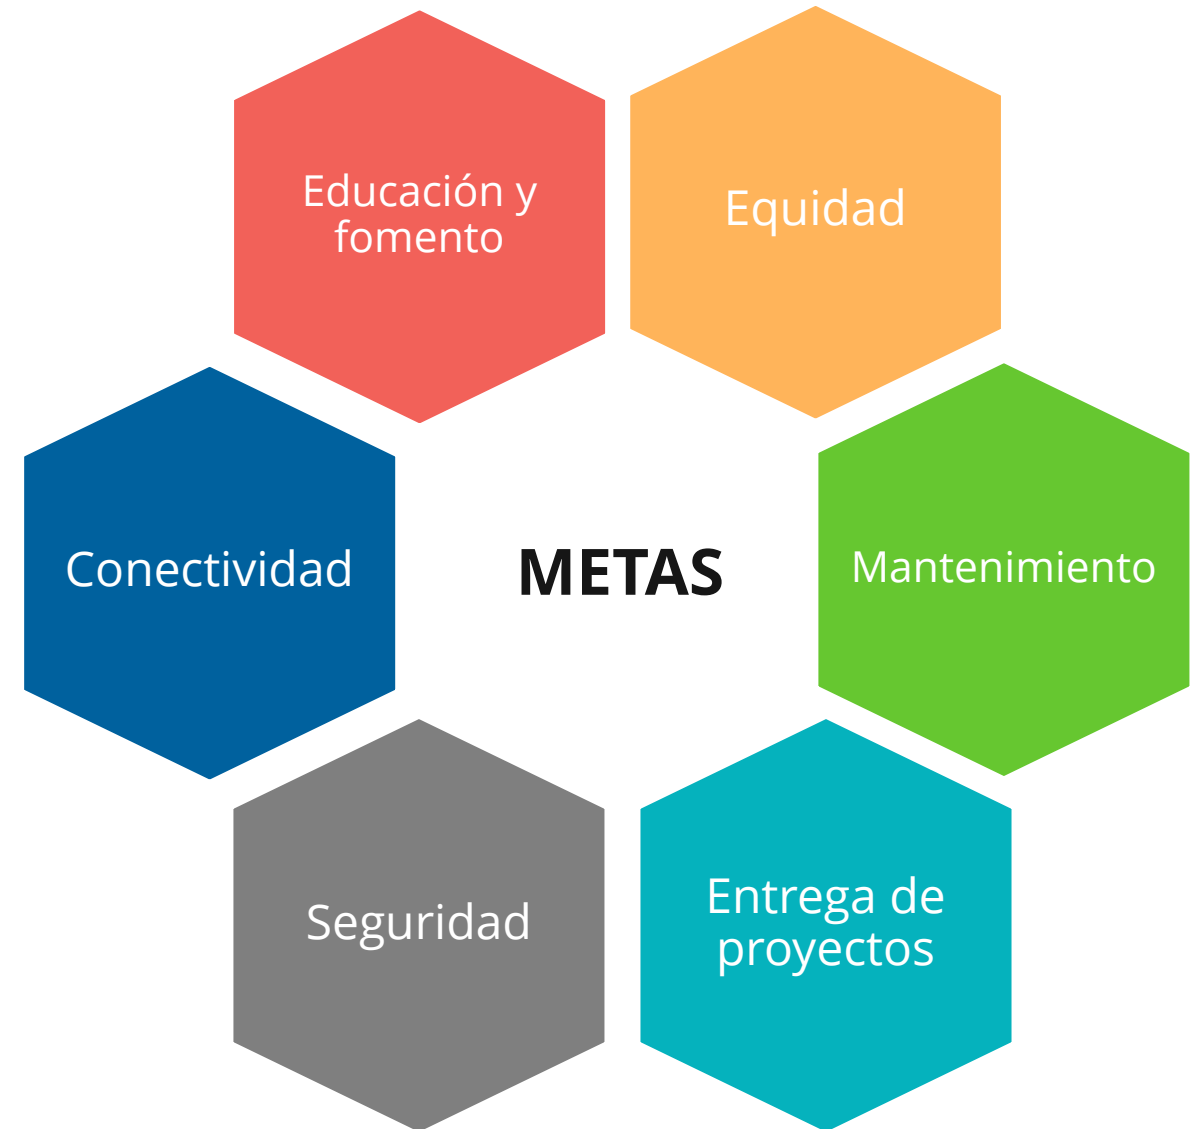 Educación y
fomento
Equidad
Conectividad
METAS
Mantenimiento
Seguridad
Entrega de
proyectos